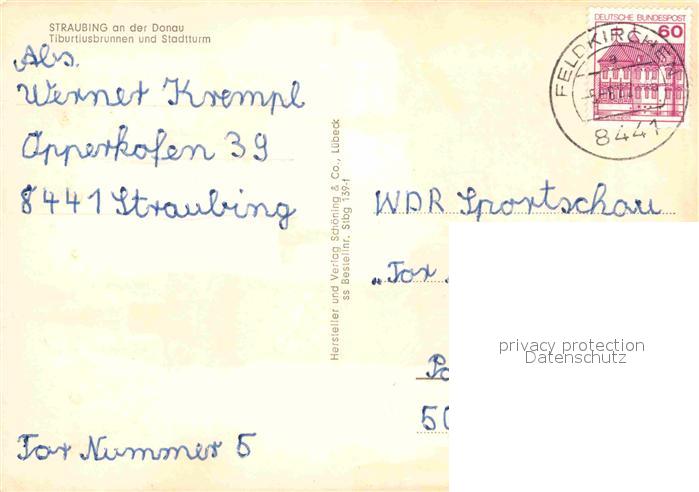 STRAUBING an der Donau
Tiburtiusbrunnen und Stadtturm
Abs.
Werner Krempl
Opperkofen 39
8441 Straubing
Tor Nummer 5
Hersteller und Verlag Schöning & Co., Lübeck
ss Bestellnr. Stbg 139-f
DEUTSCHE BUNDESPOST
60
FELDKIRCHEN
a
8441
WDR Sportschau
„Tor
50
privacy protection
Datenschutz